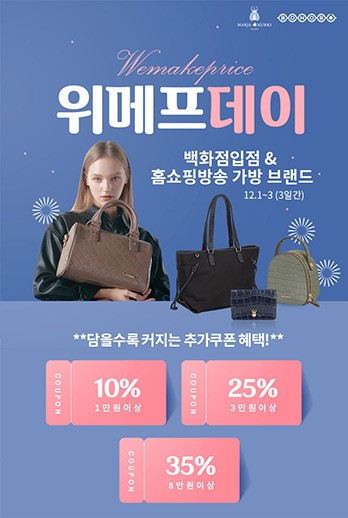 MARJA KURKI
BONOBO
Wemakeprice
위메프데이
백화점입점 &
홈쇼핑방송 가방 브랜드
12.1~3 (3일간)
**담을수록 커지는 추가쿠폰 혜택!**
COUPON
10%
1만원이상
COUPON
25%
3만원이상
COUPON
35%
8만원이상